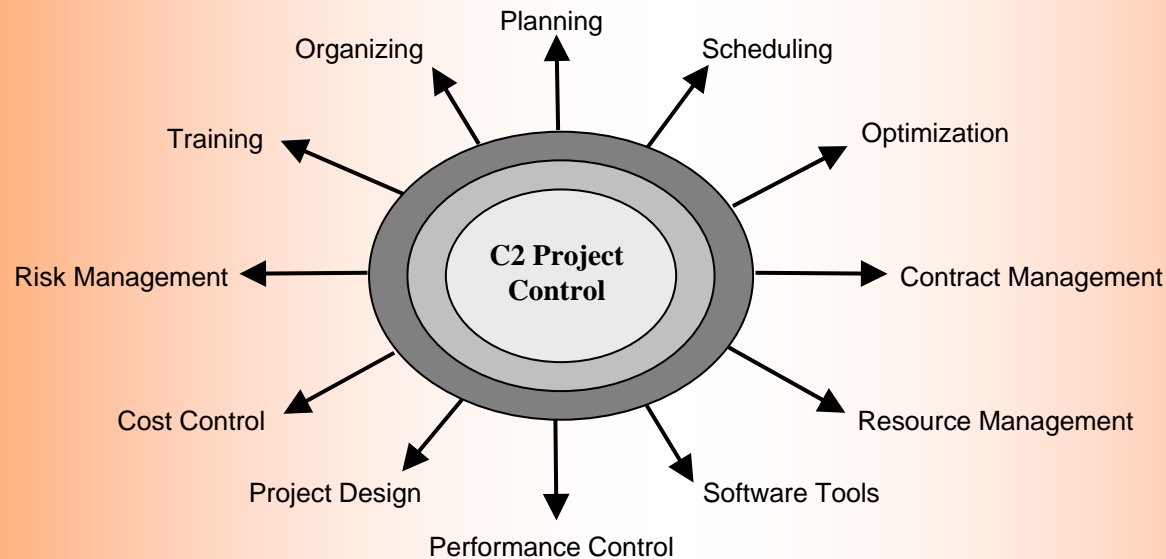 Planning
Organizing
Scheduling
Training
Optimization
C2 Project
Control
Risk Management
Contract Management
Cost Control
Resource Management
Project Design
Software Tools
Performance Control